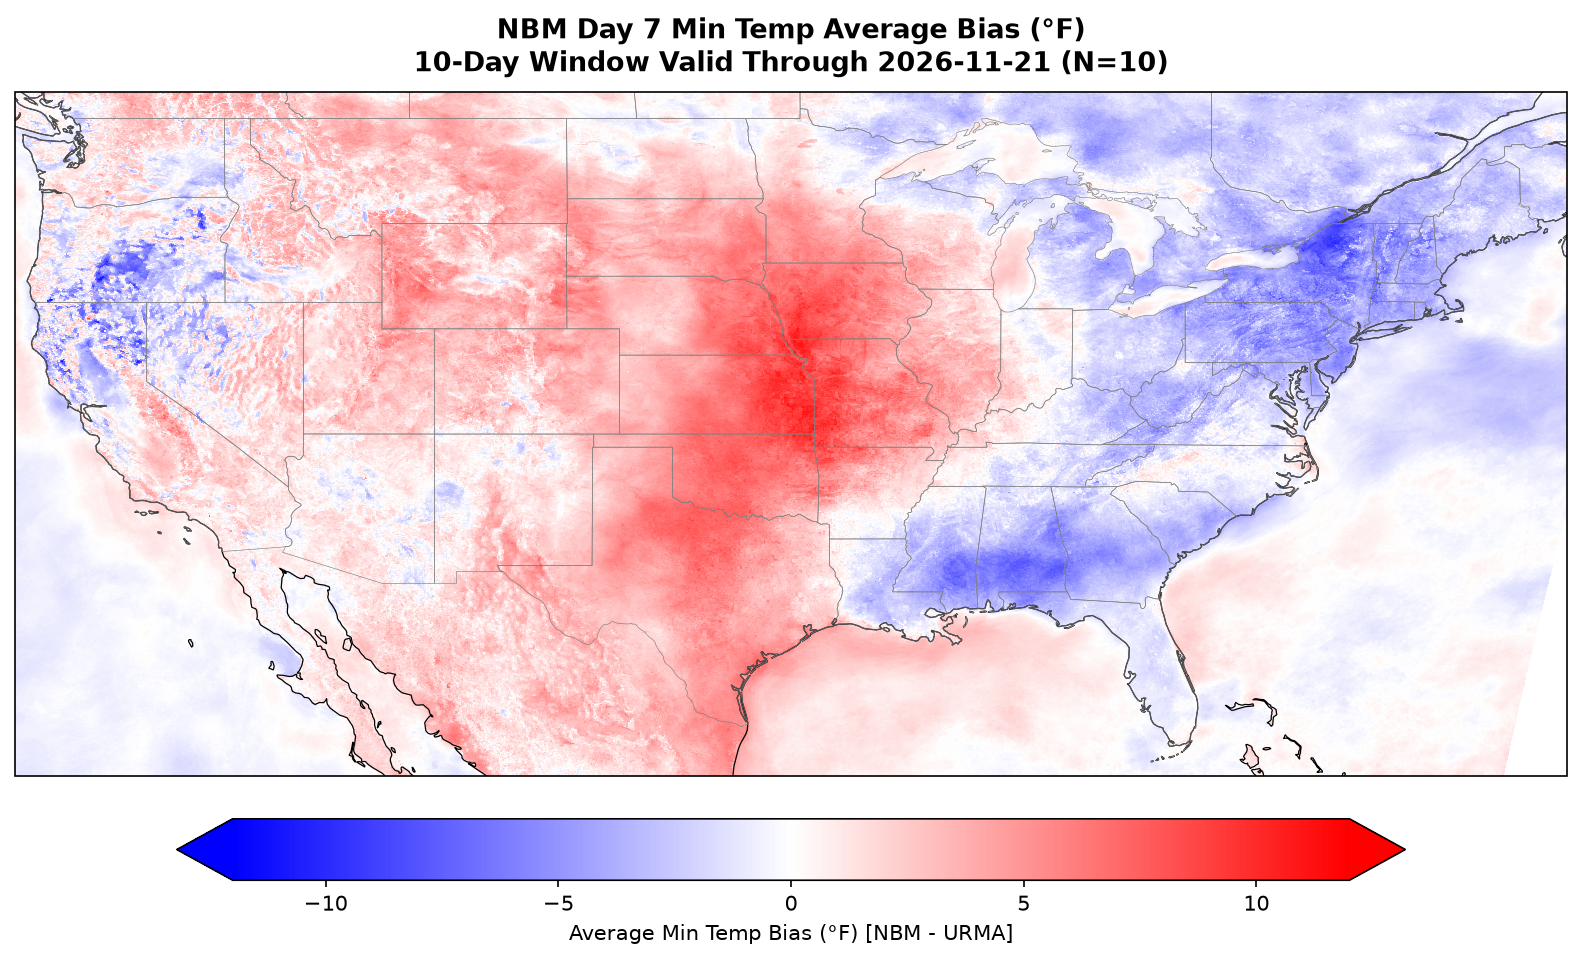 NBM Day 7 Min Temp Average Bias (°F)
10-Day Window Valid Through 2026-11-21 (N=10)
−10 −5 0 5 10
Average Min Temp Bias (°F) [NBM - URMA]